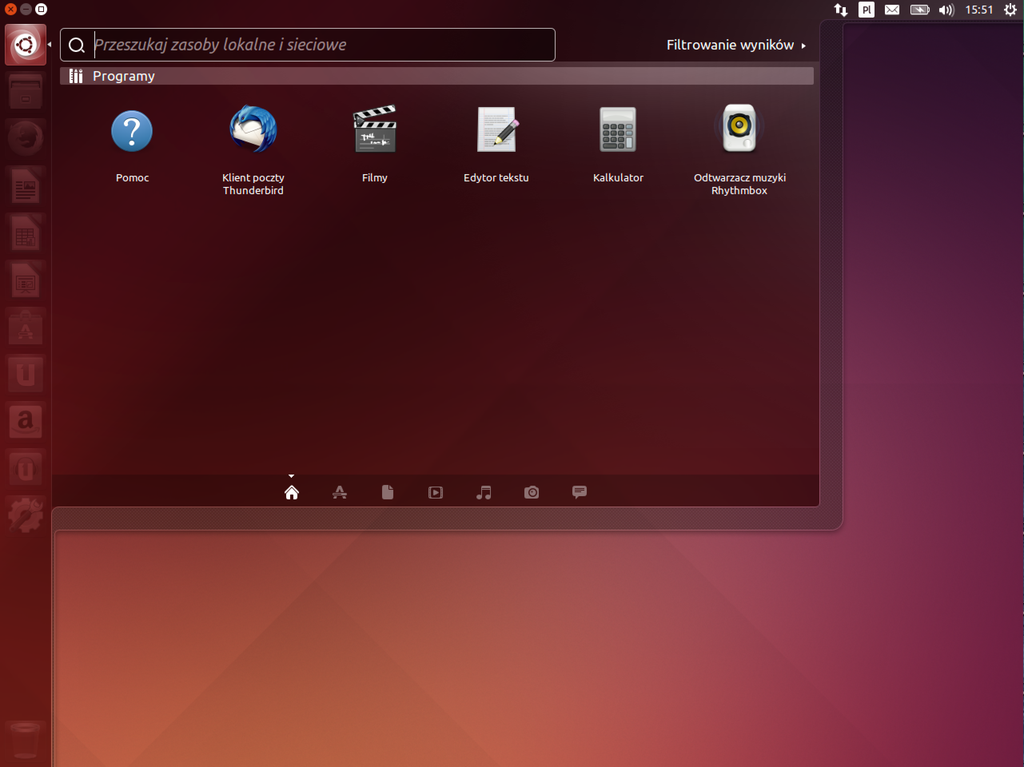 Pl
15:51
Przeszukaj zasoby lokalne i sieciowe
Filtrowanie wyników
Programy
Pomoc
Klient poczty
Thunderbird
Filmy
Edytor tekstu
Kalkulator
Odtwarzacz muzyki
Rhythmbox